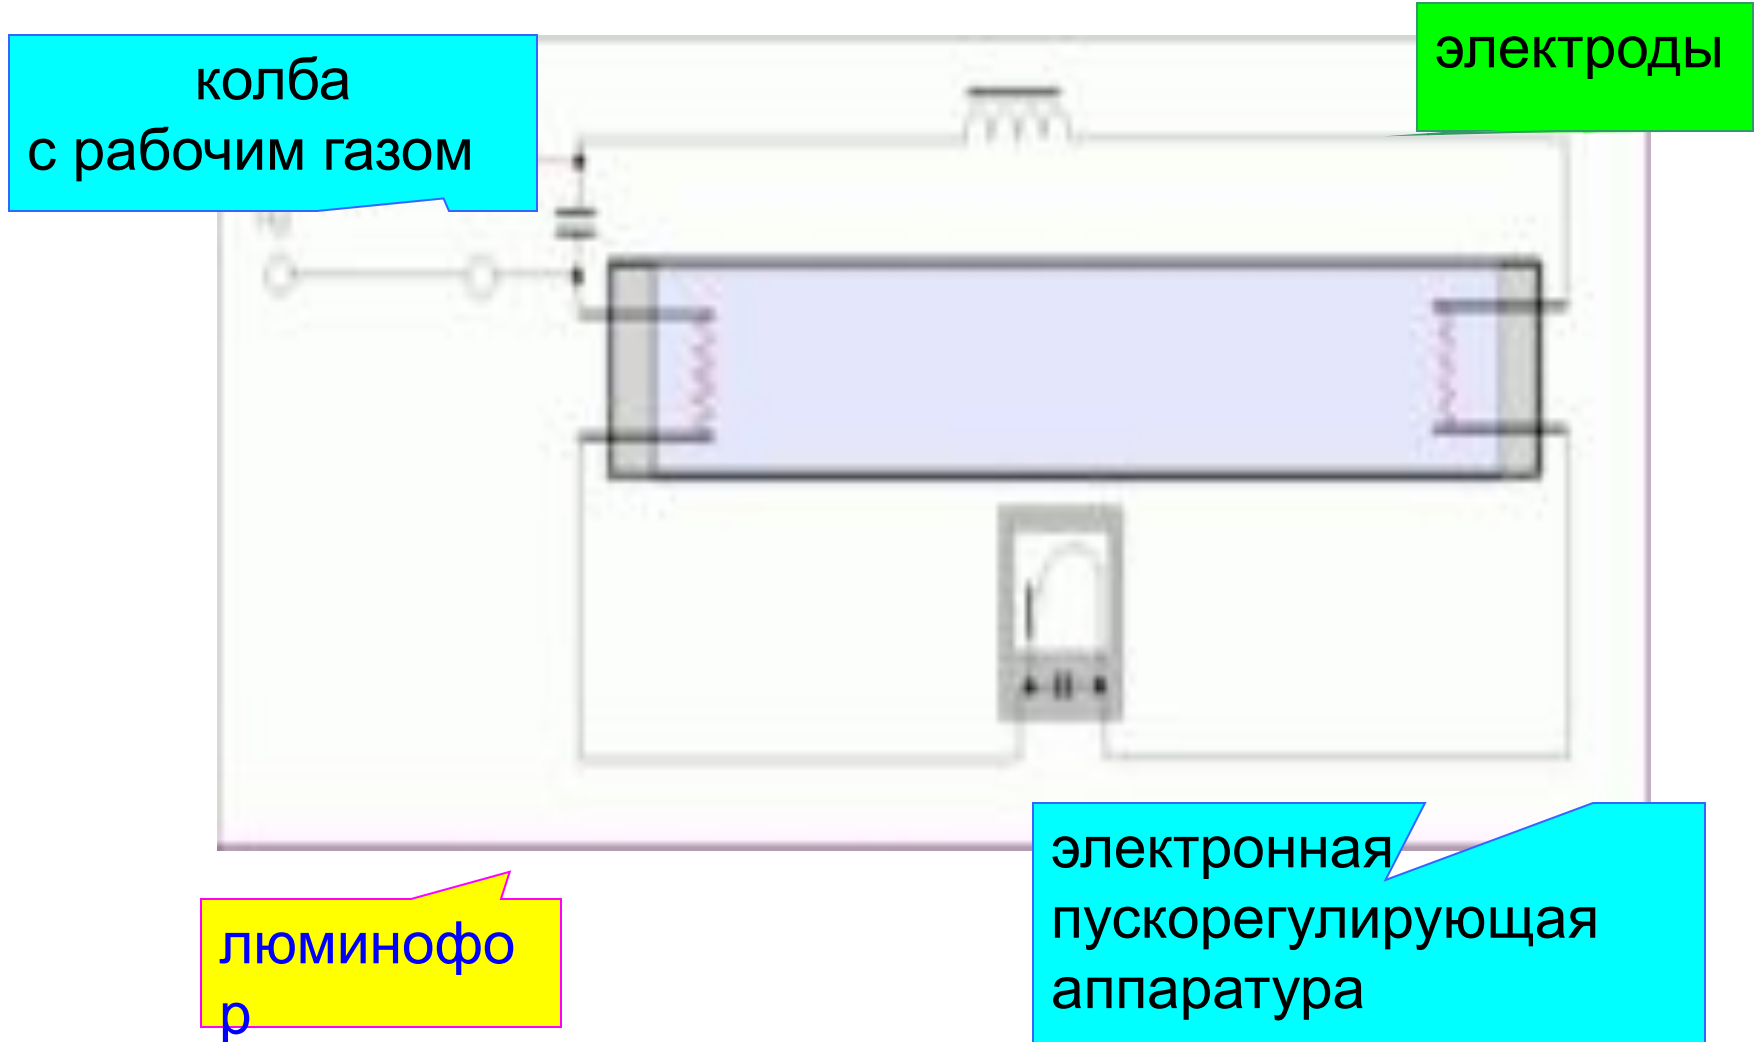 колба
с рабочим газом
электроды
электронная
пускорегулирующая
аппаратура
люминофо
р